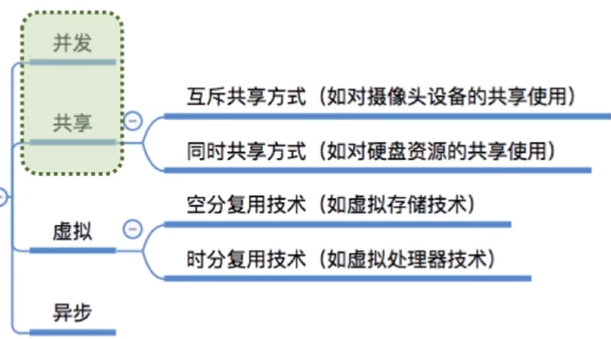 并发
共享
互斥共享方式（如对摄像头设备的共享使用）
同时共享方式（如对硬盘资源的共享使用）
虚拟
空分复用技术（如虚拟存储技术）
时分复用技术（如虚拟处理器技术）
异步